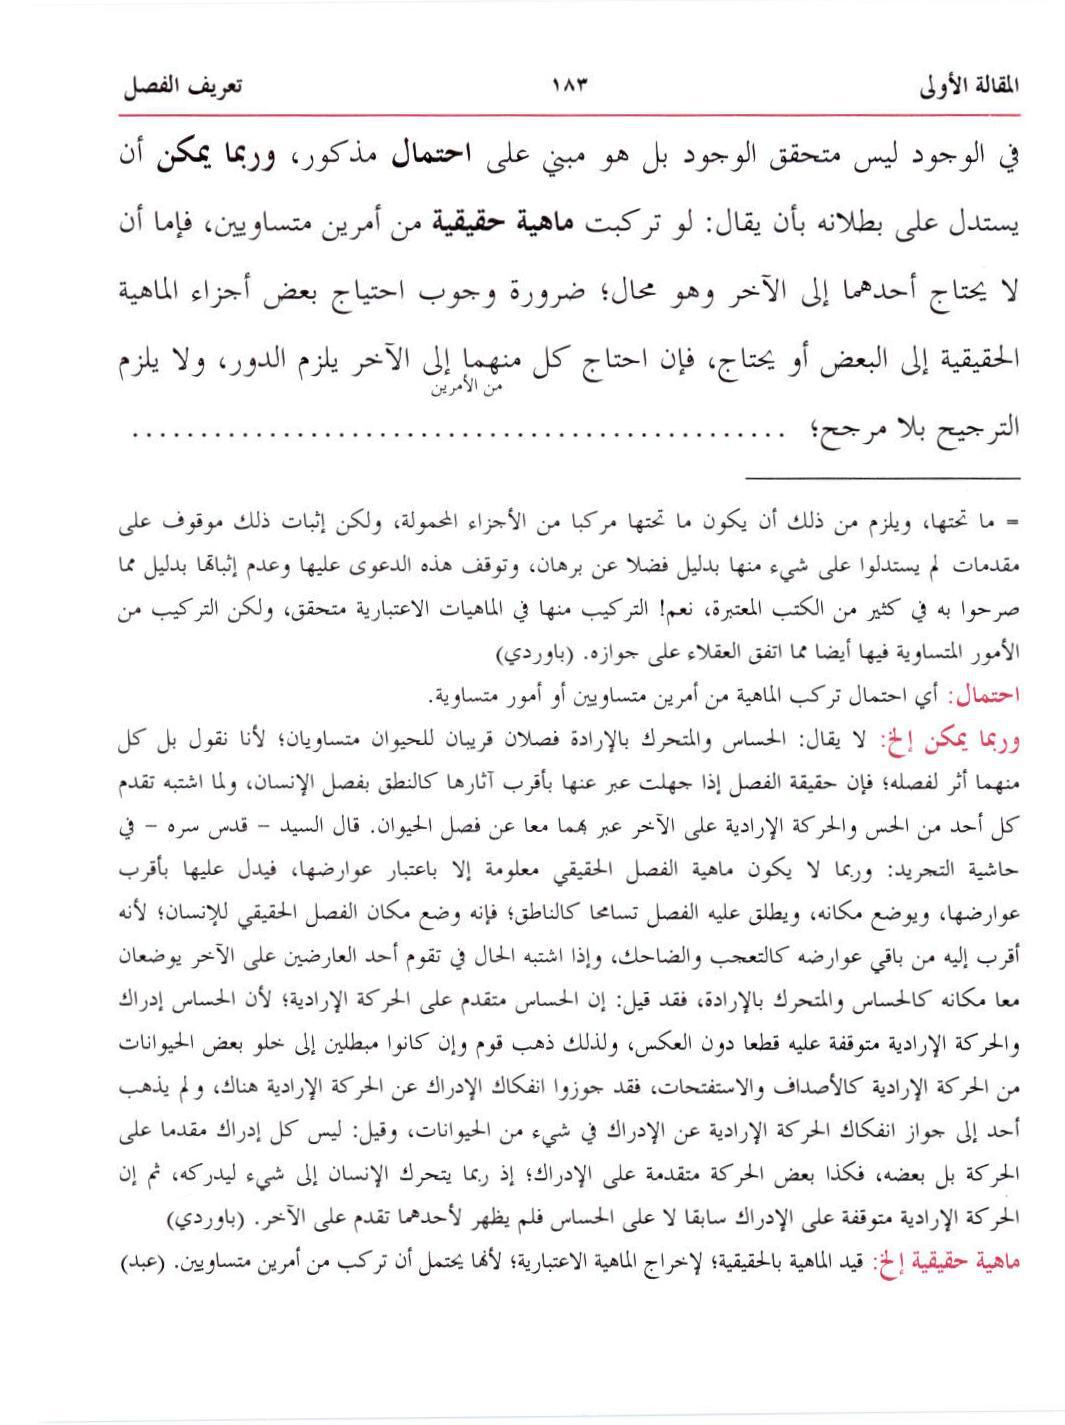 المقالة الأولى ١٨٣ تعريف الفصل
في الوجود ليس متحقق الوجود بل هو مبني على احتمال مذكور، وربما يمكن أن
يستدل على بطلانه بأن يقال: لو تركبت ماهية حقيقية من أمرين متساويين، فإما أن
لا يحتاج أحدهما إلى الآخر وهو محال؛ ضرورة وجوب احتياج بعض أجزاء الماهية
الحقيقية إلى البعض أو يحتاج، فإن احتاج كل منهما إلى الآخر يلزم الدور، ولا يلزم
من الأمرين
الترجيح بلا مرجح؛ ................................................
= ما تحتها، ويلزم من ذلك أن يكون ما تحتها مركبا من الأجزاء المحمولة، ولكن إثبات ذلك موقوف على
مقدمات لم يستدلوا على شيء منها بدليل فضلا عن برهان، وتوقف هذه الدعوى عليها وعدم إثباتها بدليل مما
صرحوا به في كثير من الكتب المعتبرة، نعم! التركيب منها في الماهيات الاعتبارية متحقق، ولكن التركيب من
الأمور المتساوية فيها أيضا مما اتفق العقلاء على جوازه. (باوردي)
احتمال: أي احتمال تركب الماهية من أمرين متساويين أو أمور متساوية.
وربما يمكن إلخ: لا يقال: الحساس والمتحرك بالإرادة فصلان قريبان للحيوان متساويان؛ لأنا نقول بل كل
منهما أثر لفصله؛ فإن حقيقة الفصل إذا جهلت عبر عنها بأقرب آثارها كالنطق بفصل الإنسان، ولما اشتبه تقدم
كل أحد من الحس والحركة الإرادية على الآخر عبر بهما معا عن فصل الحيوان. قال السيد - قدس سره - في
حاشية التجريد: وربما لا يكون ماهية الفصل الحقيقي معلومة إلا باعتبار عوارضها، فيدل عليها بأقرب
عوارضها، ويوضع مكانه، ويطلق عليه الفصل تسامحا كالناطق؛ فإنه وضع مكان الفصل الحقيقي للإنسان؛ لأنه
أقرب إليه من باقي عوارضه كالتعجب والضاحك، وإذا اشتبه الحال في تقوم أحد العارضين على الآخر يوضعان
معا مكانه كالحساس والمتحرك بالإرادة، فقد قيل: إن الحساس متقدم على الحركة الإرادية؛ لأن الحساس إدراك
والحركة الإرادية متوقفة عليه قطعا دون العكس، ولذلك ذهب قوم وإن كانوا مبطلين إلى خلو بعض الحيوانات
من الحركة الإرادية كالأصداف والاستفتحات، فقد جوزوا انفكاك الإدراك عن الحركة الإرادية هناك، ولم يذهب
أحد إلى جواز انفكاك الحركة الإرادية عن الإدراك في شيء من الحيوانات، وقيل: ليس كل إدراك مقدما على
الحركة بل بعضه، فكذا بعض الحركة متقدمة على الإدراك؛ إذ ربما يتحرك الإنسان إلى شيء ليدركه، ثم إن
الحركة الإرادية متوقفة على الإدراك سابقا لا على الحساس فلم يظهر لأحدهما تقدم على الآخر. (باوردي)
ماهية حقيقية إلخ: قيد الماهية بالحقيقية؛ لإخراج الماهية الاعتبارية؛ لأنها يحتمل أن تركب من أمرين متساويين. (عبد)